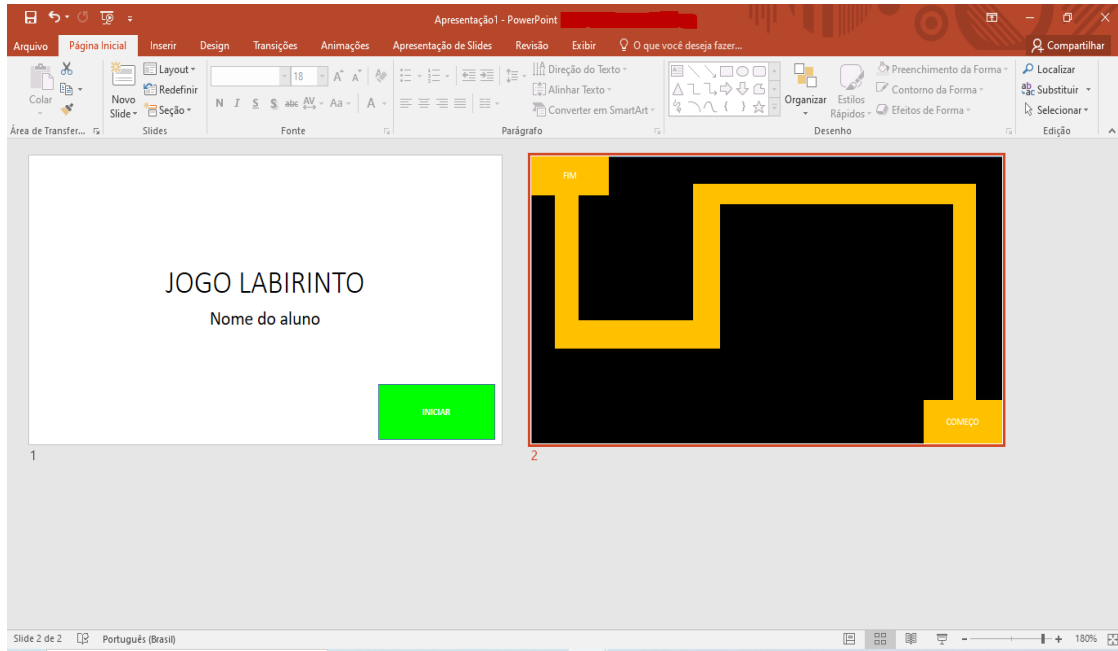 Apresentação1 - PowerPoint
Arquivo Página Inicial Inserir Design Transições Animações Apresentação de Slides Revisão Exibir O que você deseja fazer... Compartilhar
Colar
Novo Slide
Layout
Redefinir
Seção
18
N I S S abc AV Aa A
Direção do Texto
Alinhar Texto
Converter em SmartArt
Organizar
Estilos Rápidos
Preenchimento da Forma
Contorno da Forma
Efeitos de Forma
Localizar
Substituir
Selecionar
Área de Transfer... Slides Fonte Parágrafo Desenho Edição
JOGO LABIRINTO
Nome do aluno
INICIAR
1
FIM
COMEÇO
2
Slide 2 de 2 Português (Brasil) 180%